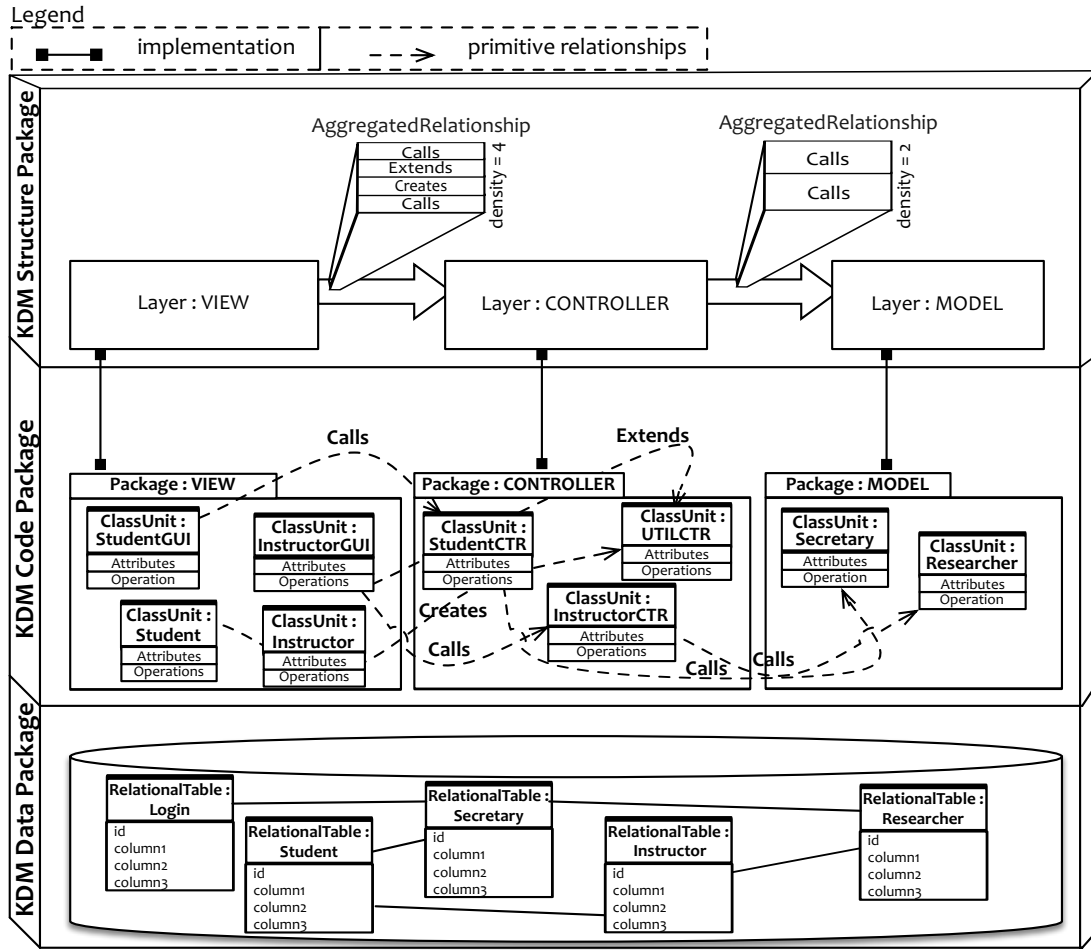 Legend
implementation
primitive relationships
KDM Structure Package
AggregatedRelationship
Calls
Extends
Creates
Calls
density = 4
AggregatedRelationship
Calls
Calls
density = 2
Layer : VIEW
Layer : CONTROLLER
Layer : MODEL
KDM Code Package
Calls
Extends
Package : VIEW
Package : CONTROLLER
Package : MODEL
ClassUnit :
StudentGUI
Attributes
Operation
ClassUnit :
InstructorGUI
Attributes
Operations
ClassUnit :
StudentCTR
Attributes
Operations
ClassUnit :
UTILCTR
Attributes
Operations
ClassUnit :
Secretary
Attributes
Operation
ClassUnit :
Researcher
Attributes
Operation
ClassUnit :
Student
Attributes
Operations
ClassUnit :
Instructor
Attributes
Operations
Creates
Calls
ClassUnit :
InstructorCTR
Attributes
Operations
Calls
Calls
KDM Data Package
RelationalTable :
Login
id
column1
column2
column3
RelationalTable :
Student
id
column1
column2
column3
RelationalTable :
Secretary
id
column1
column2
column3
RelationalTable :
Instructor
id
column1
column2
column3
RelationalTable :
Researcher
id
column1
column2
column3